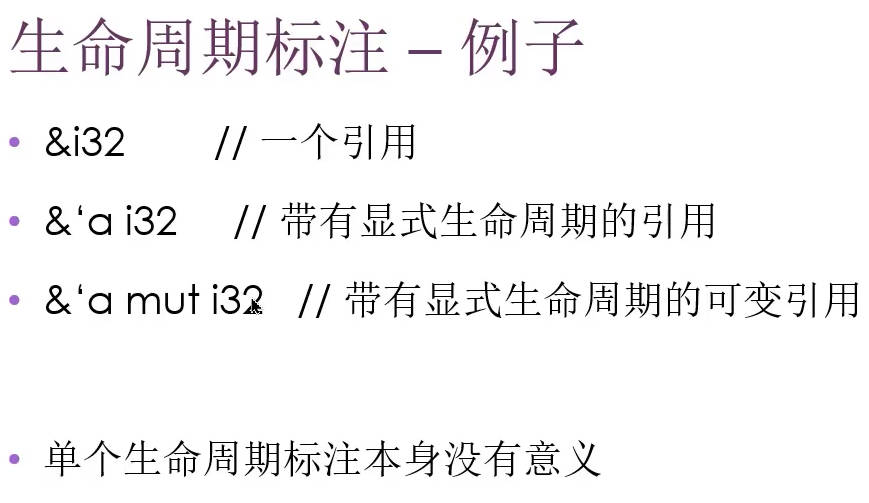 生命周期标注 – 例子
• &i32 // 一个引用
• &‘a i32 // 带有显式生命周期的引用
• &‘a mut i32 // 带有显式生命周期的可变引用
• 单个生命周期标注本身没有意义